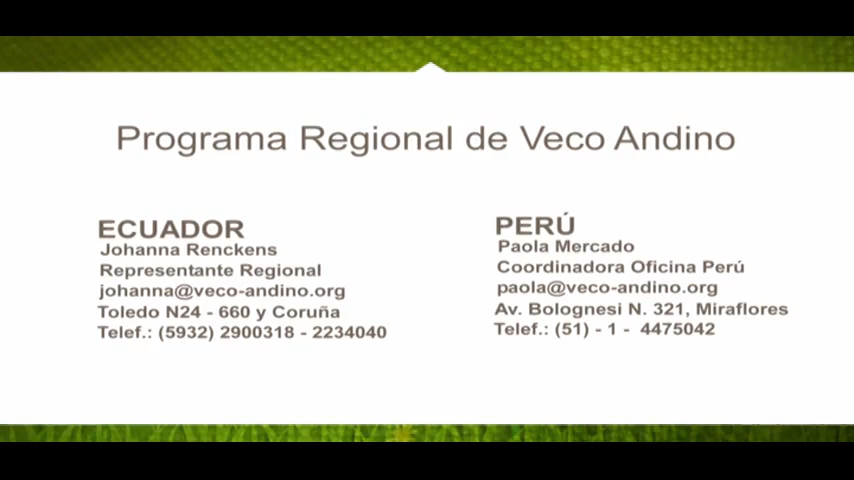 Programa Regional de Veco Andino
ECUADOR
Johanna Renckens
Representante Regional
johanna@veco-andino.org
Toledo N24 - 660 y Coruña
Telef.: (5932) 2900318 - 2234040
PERÚ
Paola Mercado
Coordinadora Oficina Perú
paola@veco-andino.org
Av. Bolognesi N. 321, Miraflores
Telef.: (51) - 1 - 4475042